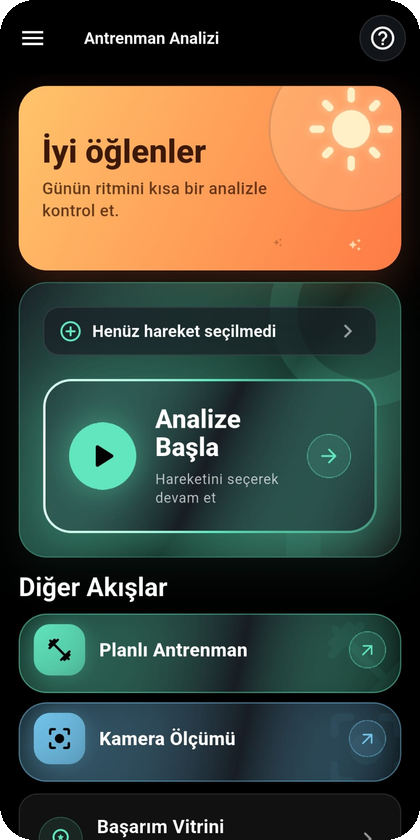 Antrenman Analizi
İyi öğlenler
Günün ritmini kısa bir analizle
kontrol et.
Henüz hareket seçilmedi
Analize
Başla
Hareketini seçerek
devam et
Diğer Akışlar
Planlı Antrenman
Kamera Ölçümü
Başarım Vitrini